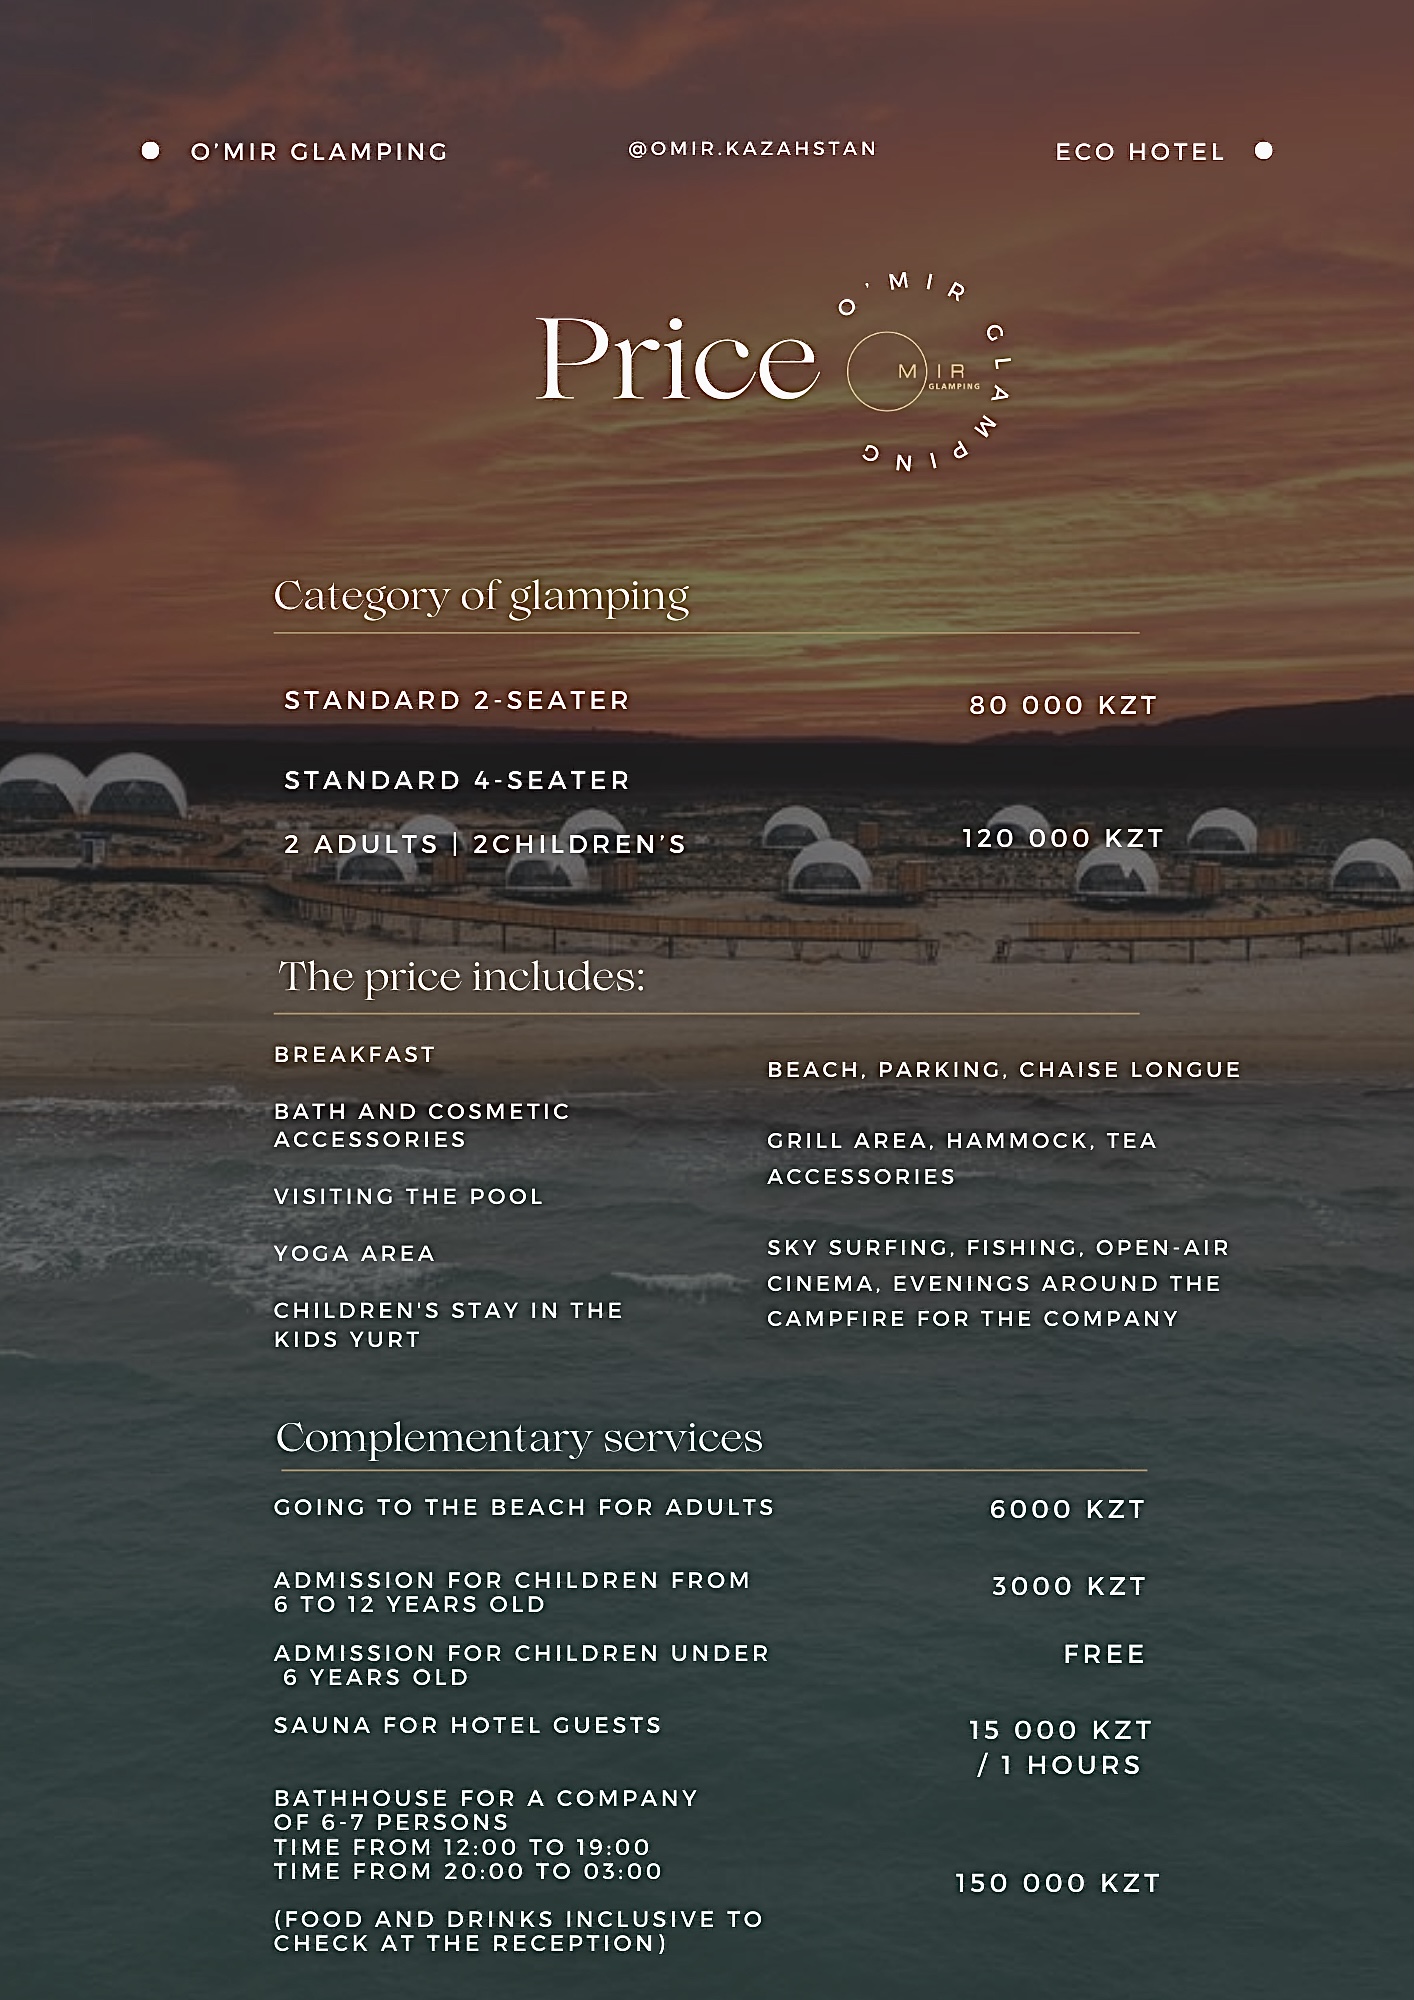 O'MIR GLAMPING
@OMIR.KAZAHSTAN
ECO HOTEL
Price
O'MIR GLAMPING
MIR
GLAMPING
Category of glamping
STANDARD 2-SEATER
80 000 KZT
STANDARD 4-SEATER
2 ADULTS | 2CHILDREN'S
120 000 KZT
The price includes:
BREAKFAST
BATH AND COSMETIC
ACCESSORIES
VISITING THE POOL
YOGA AREA
CHILDREN'S STAY IN THE
KIDS YURT
BEACH, PARKING, CHAISE LONGUE
GRILL AREA, HAMMOCK, TEA
ACCESSORIES
SKY SURFING, FISHING, OPEN-AIR
CINEMA, EVENINGS AROUND THE
CAMPFIRE FOR THE COMPANY
Complementary services
GOING TO THE BEACH FOR ADULTS
6000 KZT
ADMISSION FOR CHILDREN FROM
6 TO 12 YEARS OLD
3000 KZT
ADMISSION FOR CHILDREN UNDER
6 YEARS OLD
FREE
SAUNA FOR HOTEL GUESTS
15 000 KZT
/ 1 HOURS
BATHHOUSE FOR A COMPANY
OF 6-7 PERSONS
TIME FROM 12:00 TO 19:00
TIME FROM 20:00 TO 03:00
150 000 KZT
(FOOD AND DRINKS INCLUSIVE TO
CHECK AT THE RECEPTION)